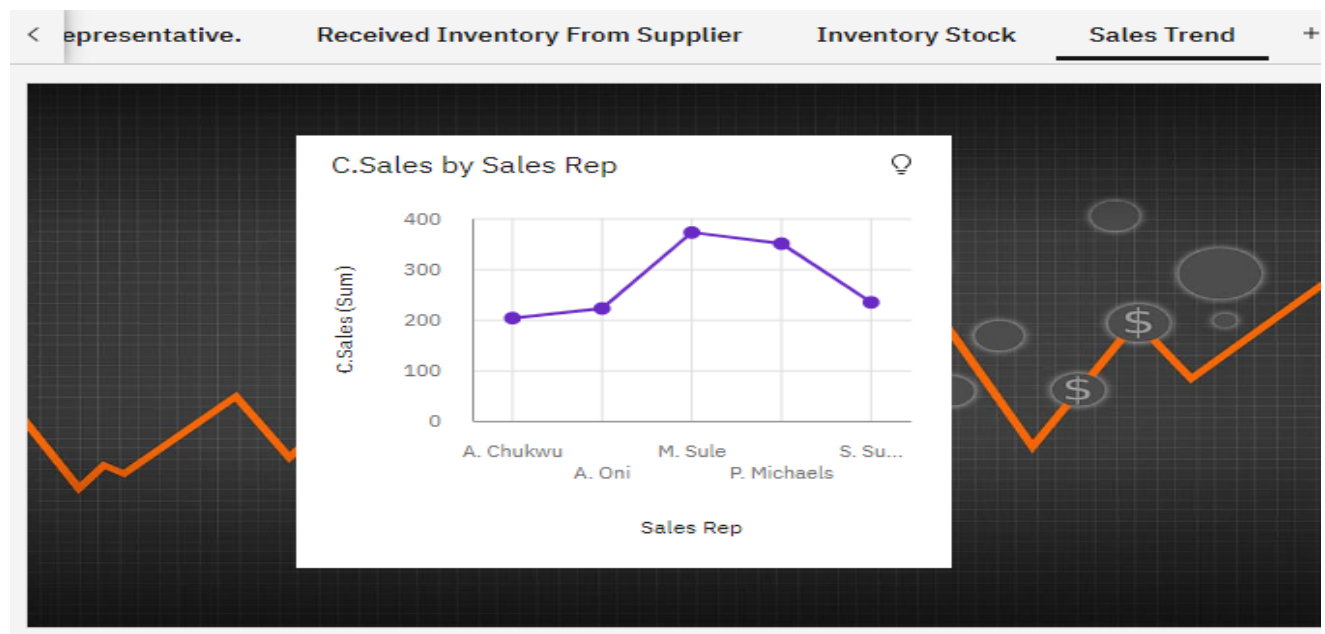 epresentative. Received Inventory From Supplier Inventory Stock Sales Trend +
C.Sales by Sales Rep
400
300
200
100
0
C.Sales (Sum)
A. Chukwu M. Sule S. Su...
A. Oni P. Michaels
Sales Rep
$
$